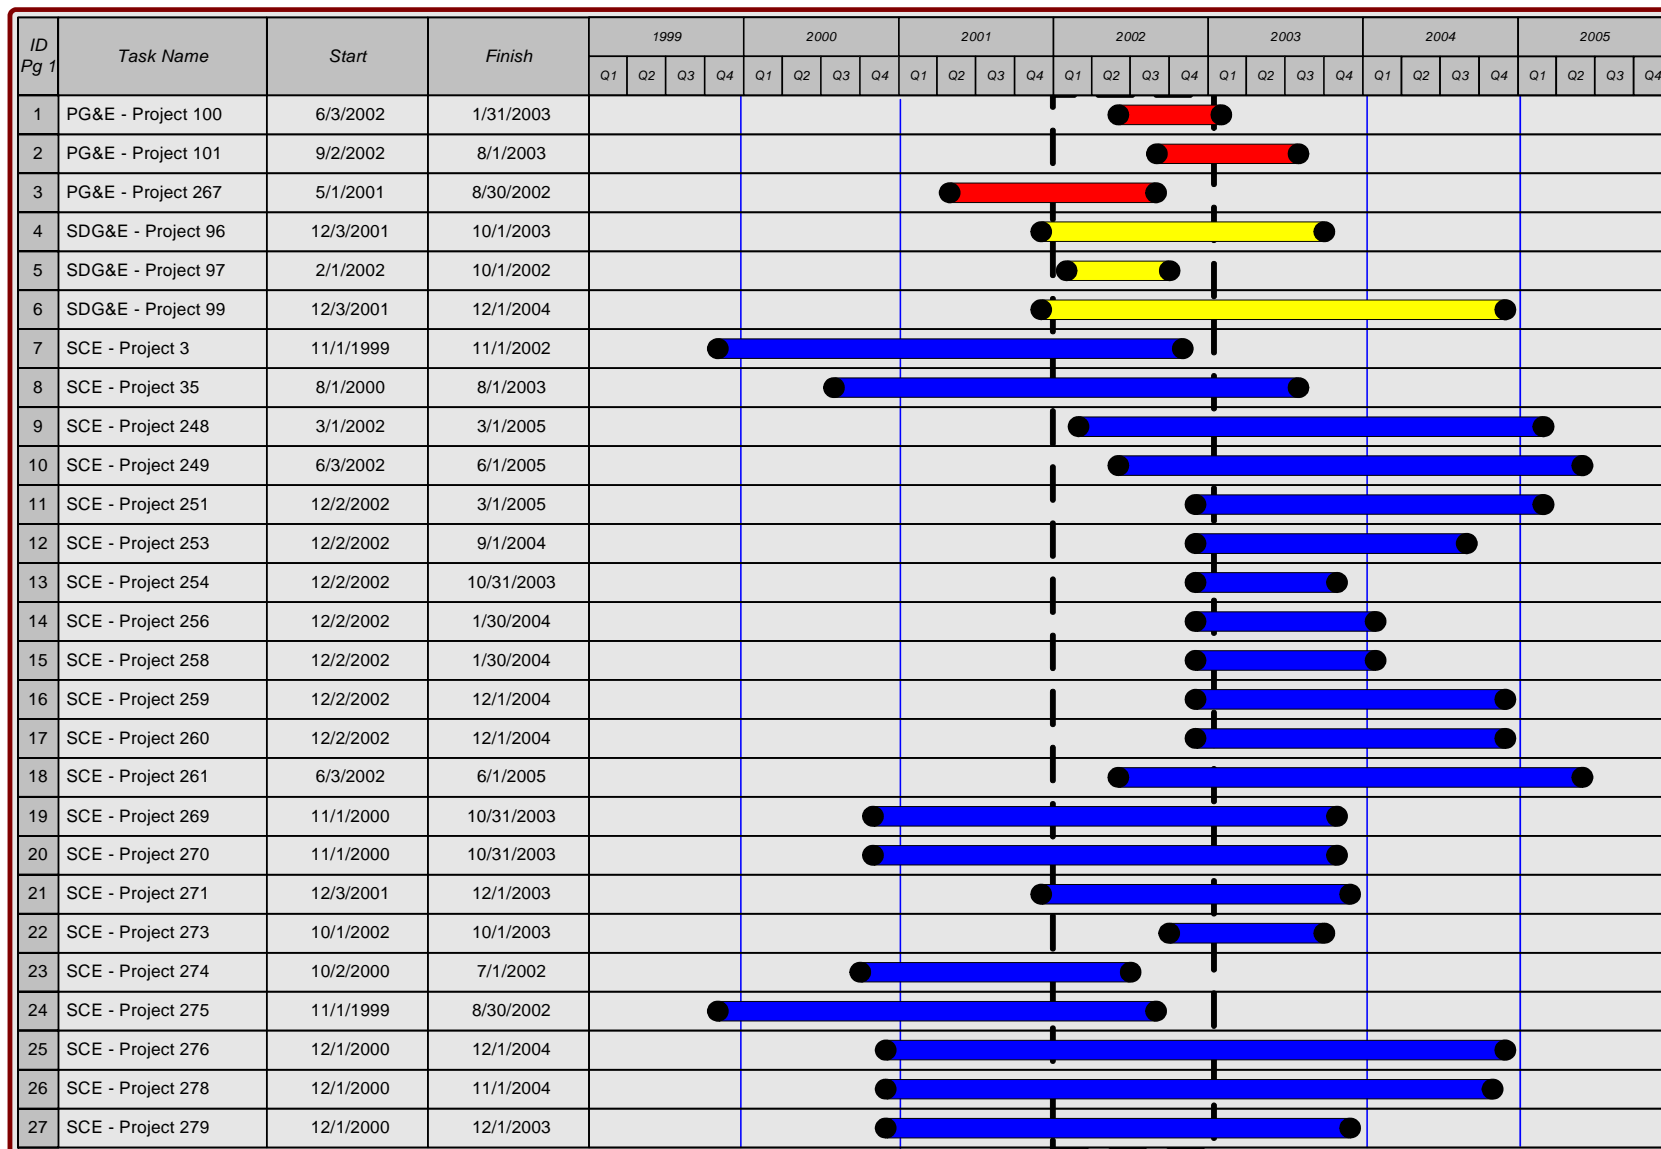 ID Pg 1 Task Name Start Finish 1999 2000 2001 2002 2003 2004 2005
Q1 Q2 Q3 Q4 Q1 Q2 Q3 Q4 Q1 Q2 Q3 Q4 Q1 Q2 Q3 Q4 Q1 Q2 Q3 Q4 Q1 Q2 Q3 Q4 Q1 Q2 Q3 Q4
1 PG&E - Project 100 6/3/2002 1/31/2003
2 PG&E - Project 101 9/2/2002 8/1/2003
3 PG&E - Project 267 5/1/2001 8/30/2002
4 SDG&E - Project 96 12/3/2001 10/1/2003
5 SDG&E - Project 97 2/1/2002 10/1/2002
6 SDG&E - Project 99 12/3/2001 12/1/2004
7 SCE - Project 3 11/1/1999 11/1/2002
8 SCE - Project 35 8/1/2000 8/1/2003
9 SCE - Project 248 3/1/2002 3/1/2005
10 SCE - Project 249 6/3/2002 6/1/2005
11 SCE - Project 251 12/2/2002 3/1/2005
12 SCE - Project 253 12/2/2002 9/1/2004
13 SCE - Project 254 12/2/2002 10/31/2003
14 SCE - Project 256 12/2/2002 1/30/2004
15 SCE - Project 258 12/2/2002 1/30/2004
16 SCE - Project 259 12/2/2002 12/1/2004
17 SCE - Project 260 12/2/2002 12/1/2004
18 SCE - Project 261 6/3/2002 6/1/2005
19 SCE - Project 269 11/1/2000 10/31/2003
20 SCE - Project 270 11/1/2000 10/31/2003
21 SCE - Project 271 12/3/2001 12/1/2003
22 SCE - Project 273 10/1/2002 10/1/2003
23 SCE - Project 274 10/2/2000 7/1/2002
24 SCE - Project 275 11/1/1999 8/30/2002
25 SCE - Project 276 12/1/2000 12/1/2004
26 SCE - Project 278 12/1/2000 11/1/2004
27 SCE - Project 279 12/1/2000 12/1/2003